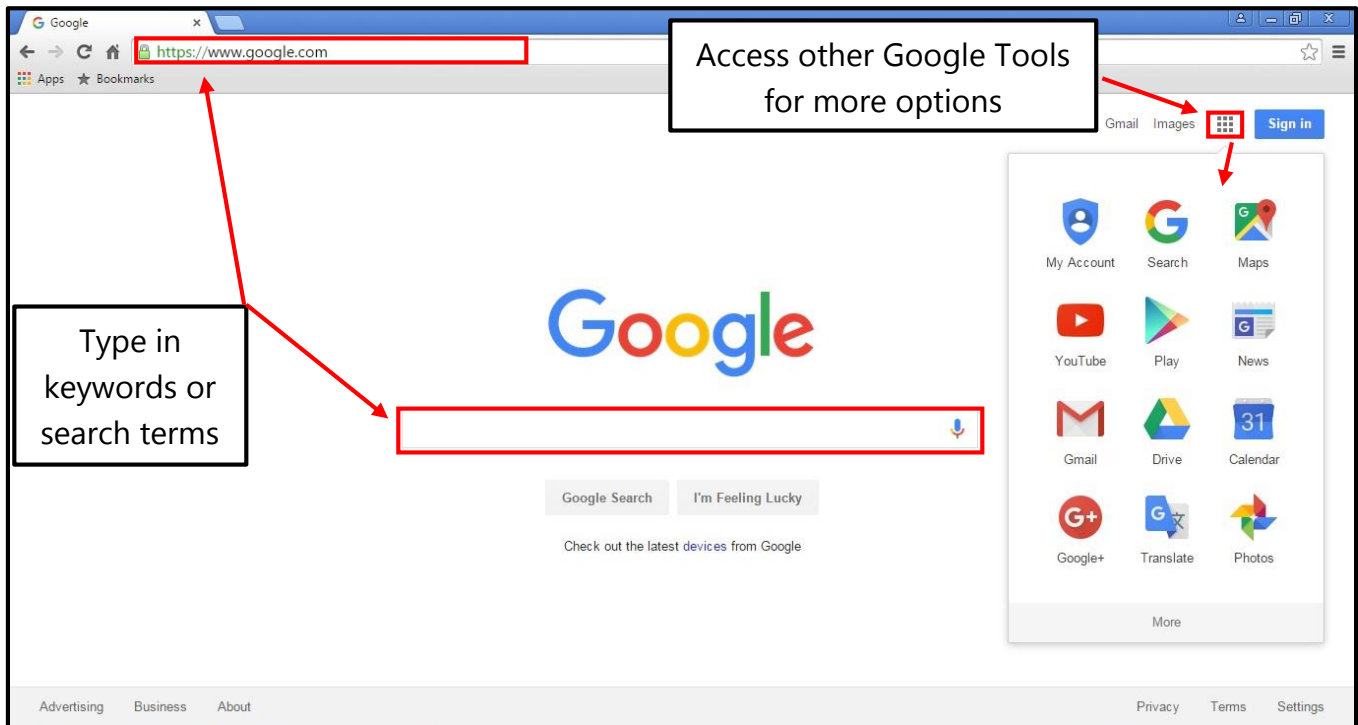 Google
https://www.google.com
Apps Bookmarks
Access other Google Tools
for more options
Gmail Images Sign in
My Account Search Maps
Google
Type in
keywords or
search terms
YouTube Play News
31
Gmail Drive Calendar
Google Search I'm Feeling Lucky
G+
Google+ Translate Photos
Check out the latest devices from Google
More
Advertising Business About
Privacy Terms Settings